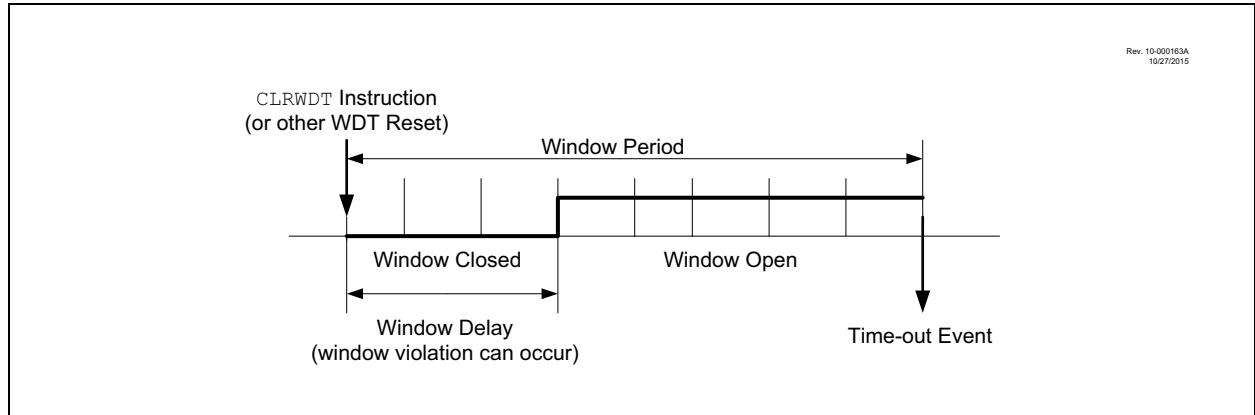 Rev. 10-000163A
10/27/2015
CLRWDT Instruction
(or other WDT Reset)
Window Period
Window Closed
Window Open
Window Delay
(window violation can occur)
Time-out Event